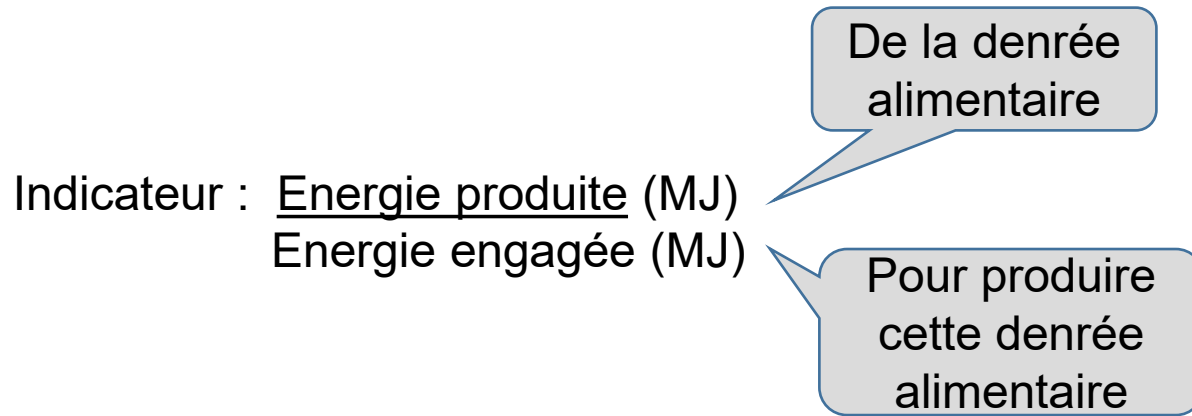 De la denrée
alimentaire
Indicateur : Energie produite (MJ)
Energie engagée (MJ)
Pour produire
cette denrée
alimentaire